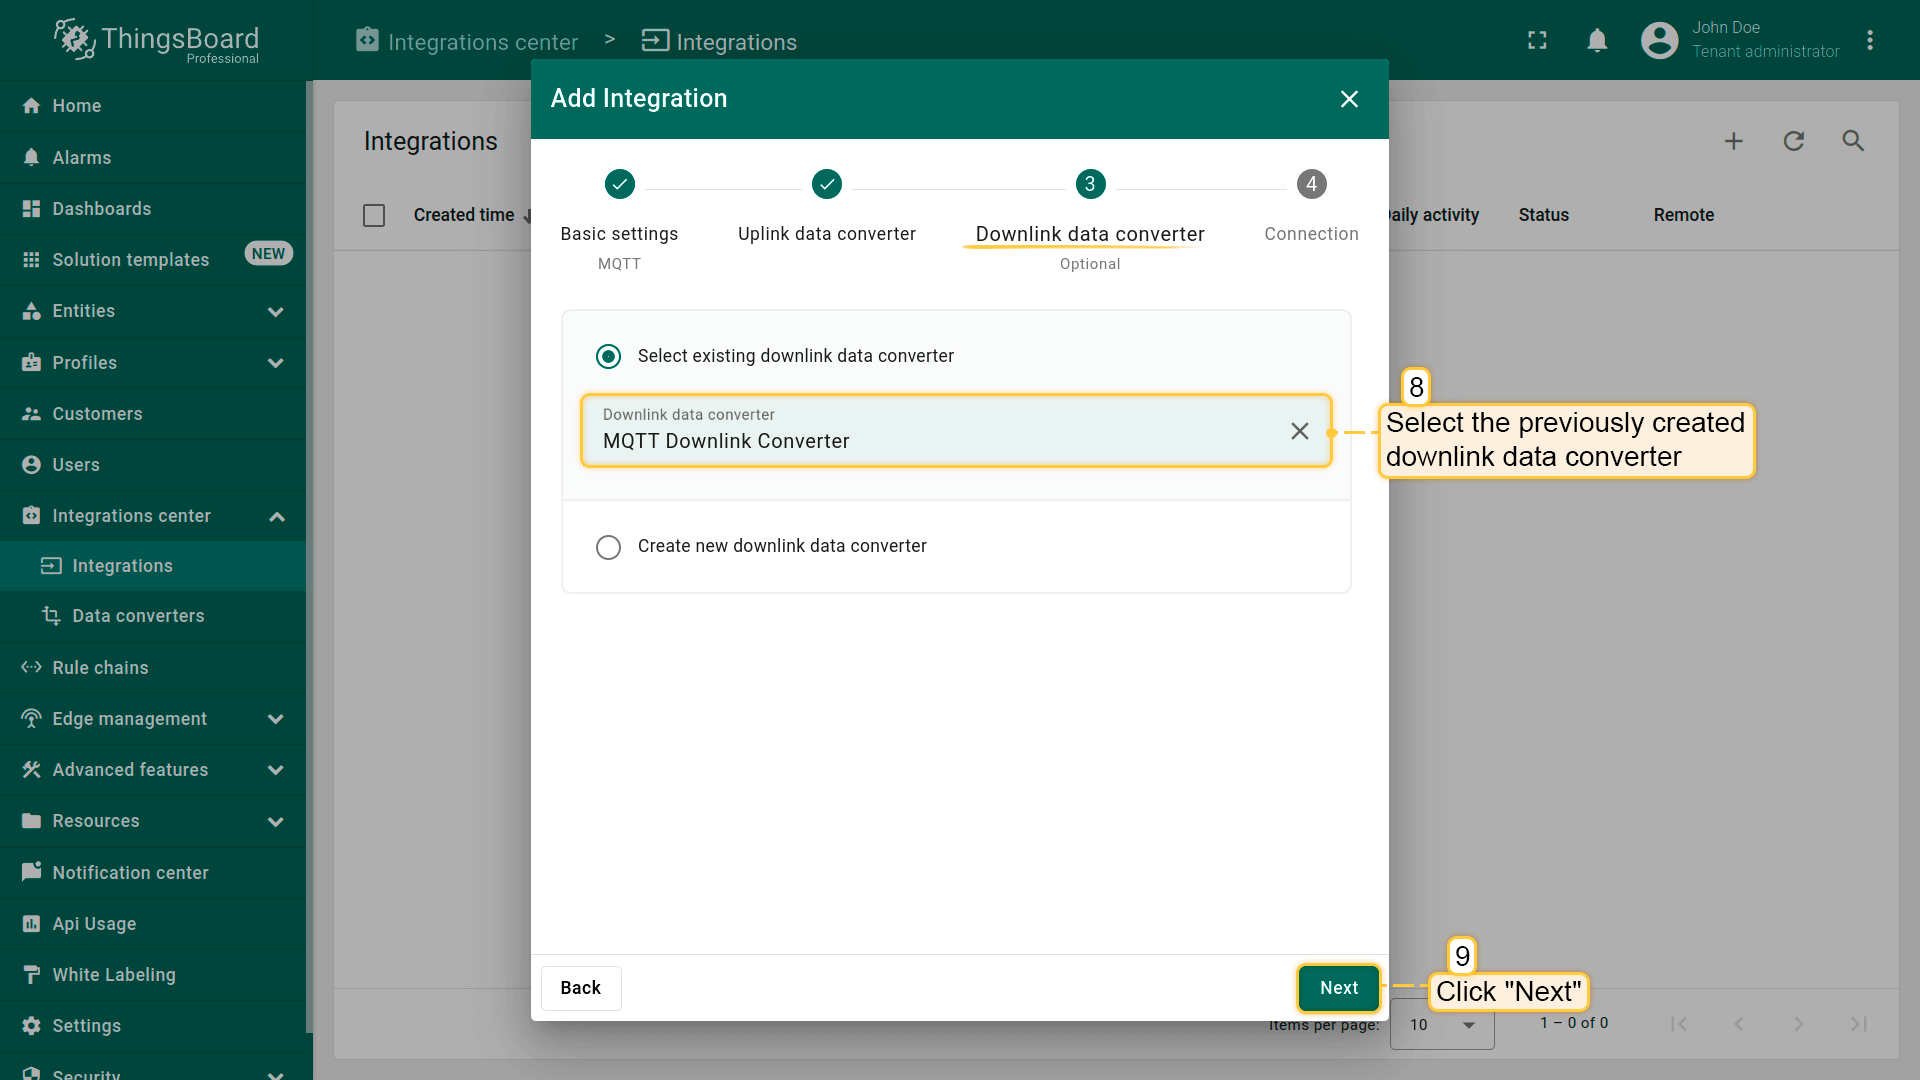 ThingsBoard
Professional
Integrations center > Integrations
John Doe
Tenant administrator
Home
Alarms
Dashboards
Solution templates NEW
Entities
Profiles
Customers
Users
Integrations center
Integrations
Data converters
Rule chains
Edge management
Advanced features
Resources
Notification center
Api Usage
White Labeling
Settings
Security
Integrations
Created time
aily activity Status Remote
Add Integration
3 4
Basic settings Uplink data converter Downlink data converter Connection
MQTT Optional
Select existing downlink data converter
Downlink data converter
MQTT Downlink Converter
Create new downlink data converter
8
Select the previously created
downlink data converter
Back Next
9
Click "Next"
Items per page: 10 1 – 0 of 0